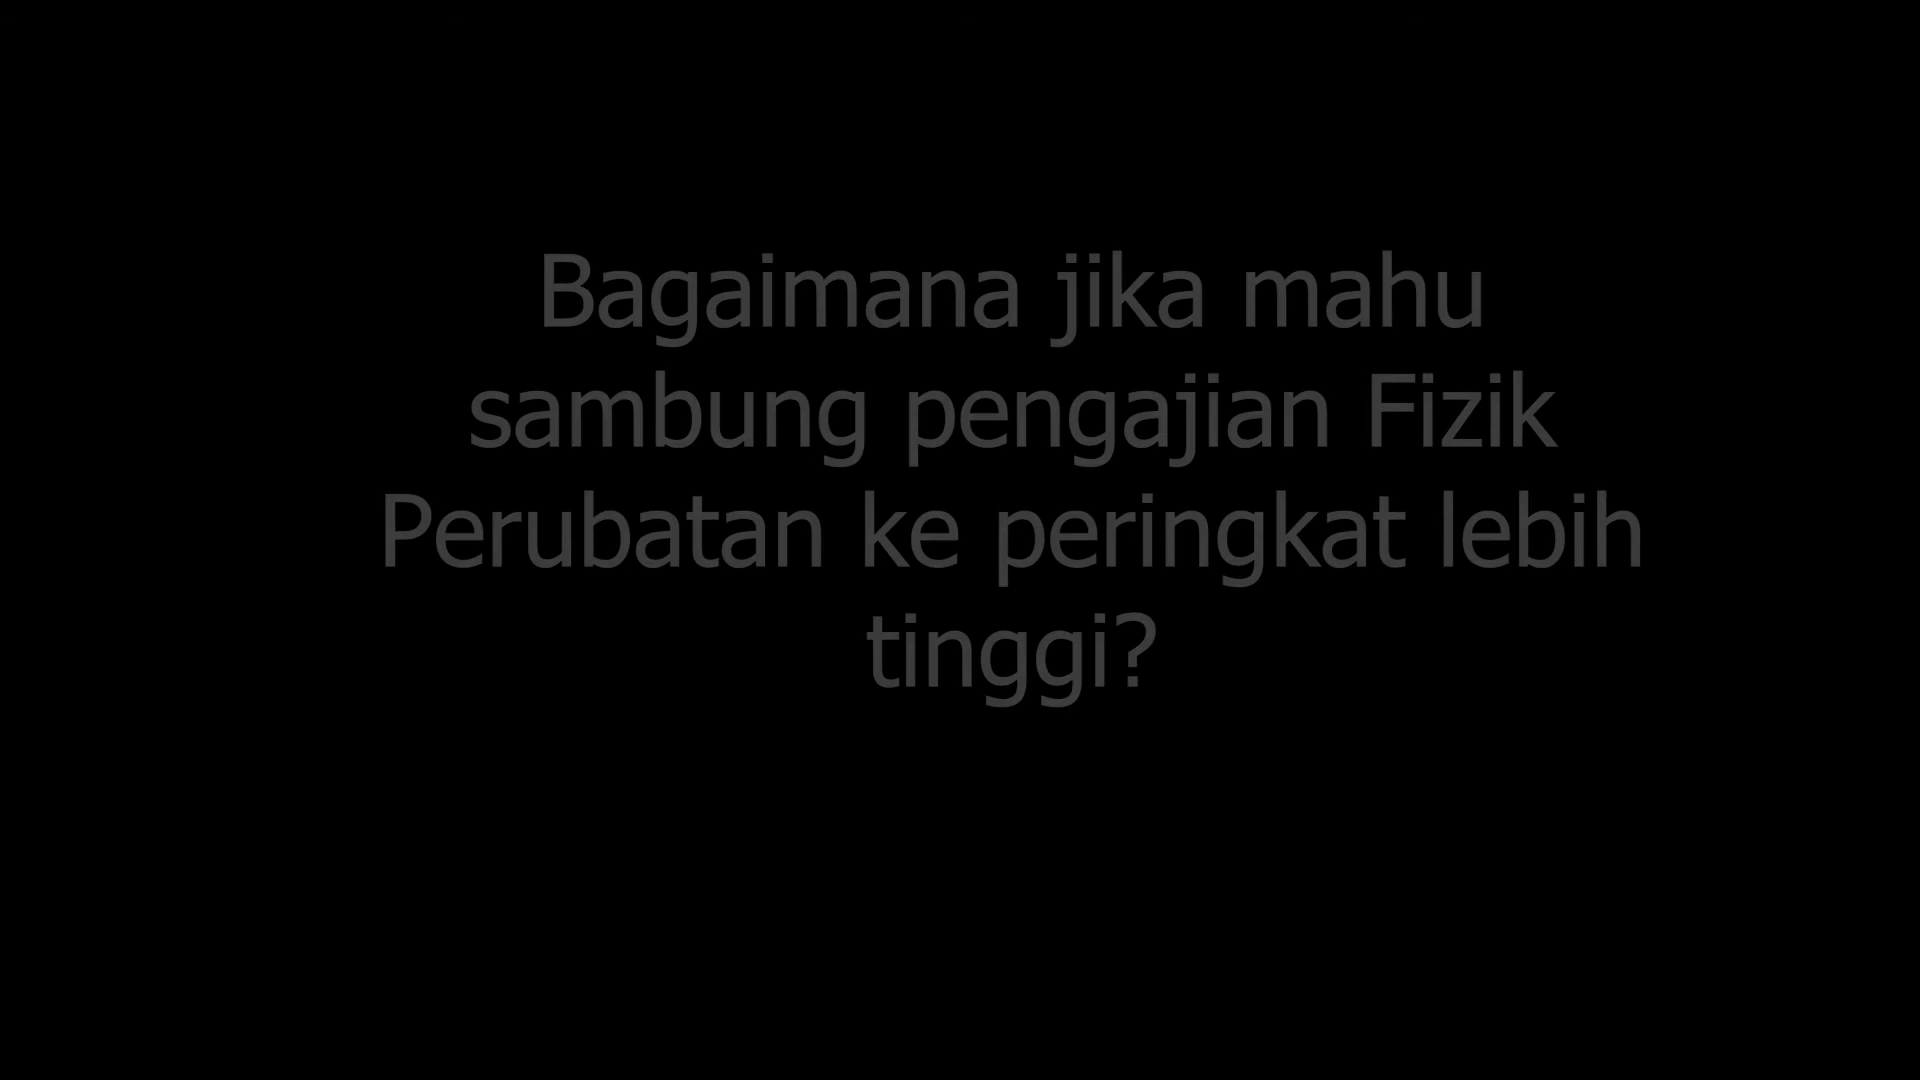 Bagaimana jika mahu
sambung pengajian Fizik
Perubatan ke peringkat lebih
tinggi?